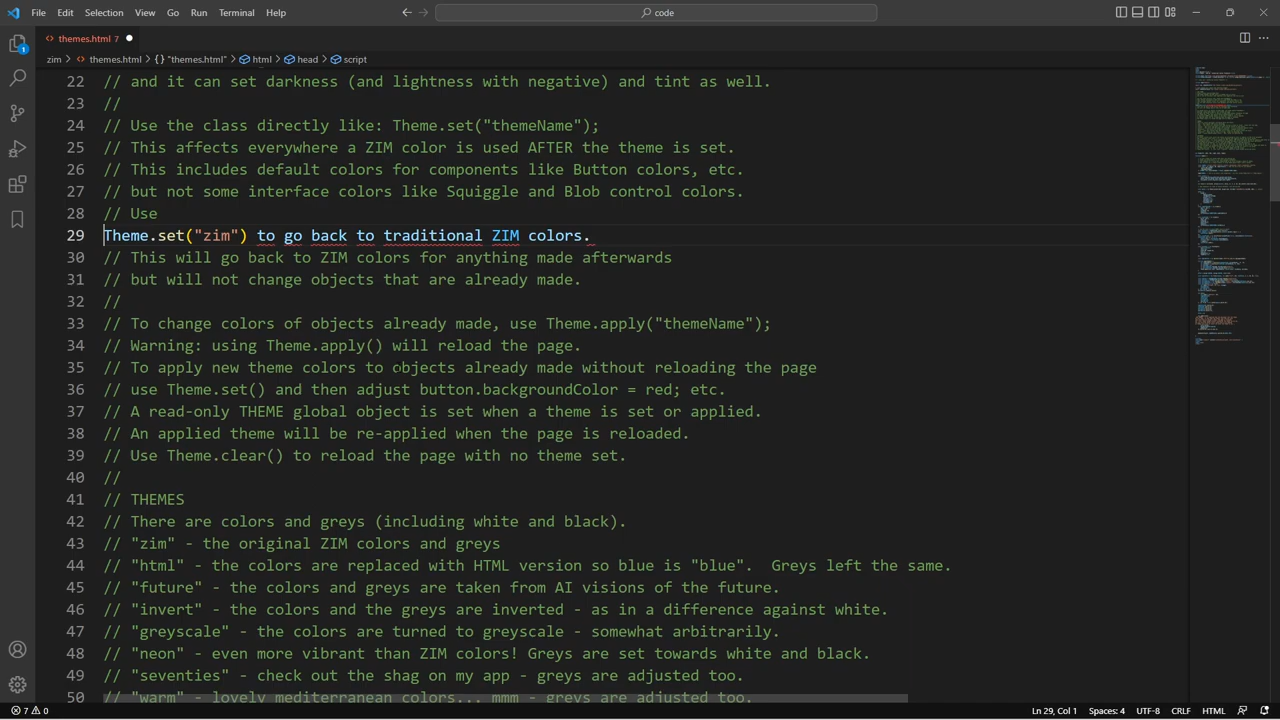 File Edit Selection View Go Run Terminal Help code
themes.html 7
zim > themes.html > {} "themes.html" > html > head > script
22 // and it can set darkness (and lightness with negative) and tint as well.
23 //
24 // Use the class directly like: Theme.set("themeName");
25 // This affects everywhere a ZIM color is used AFTER the theme is set.
26 // This includes default colors for components like Button colors, etc.
27 // but not some interface colors like Squiggle and Blob control colors.
28 // Use
29 Theme.set("zim") to go back to traditional ZIM colors.
30 // This will go back to ZIM colors for anything made afterwards
31 // but will not change objects that are already made.
32 //
33 // To change colors of objects already made, use Theme.apply("themeName");
34 // Warning: using Theme.apply() will reload the page.
35 // To apply new theme colors to objects already made without reloading the page
36 // use Theme.set() and then adjust button.backgroundColor = red; etc.
37 // A read-only THEME global object is set when a theme is set or applied.
38 // An applied theme will be re-applied when the page is reloaded.
39 // Use Theme.clear() to reload the page with no theme set.
40 //
41 // THEMES
42 // There are colors and greys (including white and black).
43 // "zim" - the original ZIM colors and greys
44 // "html" - the colors are replaced with HTML version so blue is "blue".  Greys left the same.
45 // "future" - the colors and greys are taken from AI visions of the future.
46 // "invert" - the colors and the greys are inverted - as in a difference against white.
47 // "greyscale" - the colors are turned to greyscale - somewhat arbitrarily.
48 // "neon" - even more vibrant than ZIM colors! Greys are set towards white and black.
49 // "seventies" - check out the shag on my app - greys are adjusted too.
50 // "warm" - lovely mediterranean colors... mmm - greys are adjusted too.
7 0 Ln 29, Col 1 Spaces: 4 UTF-8 CRLF HTML